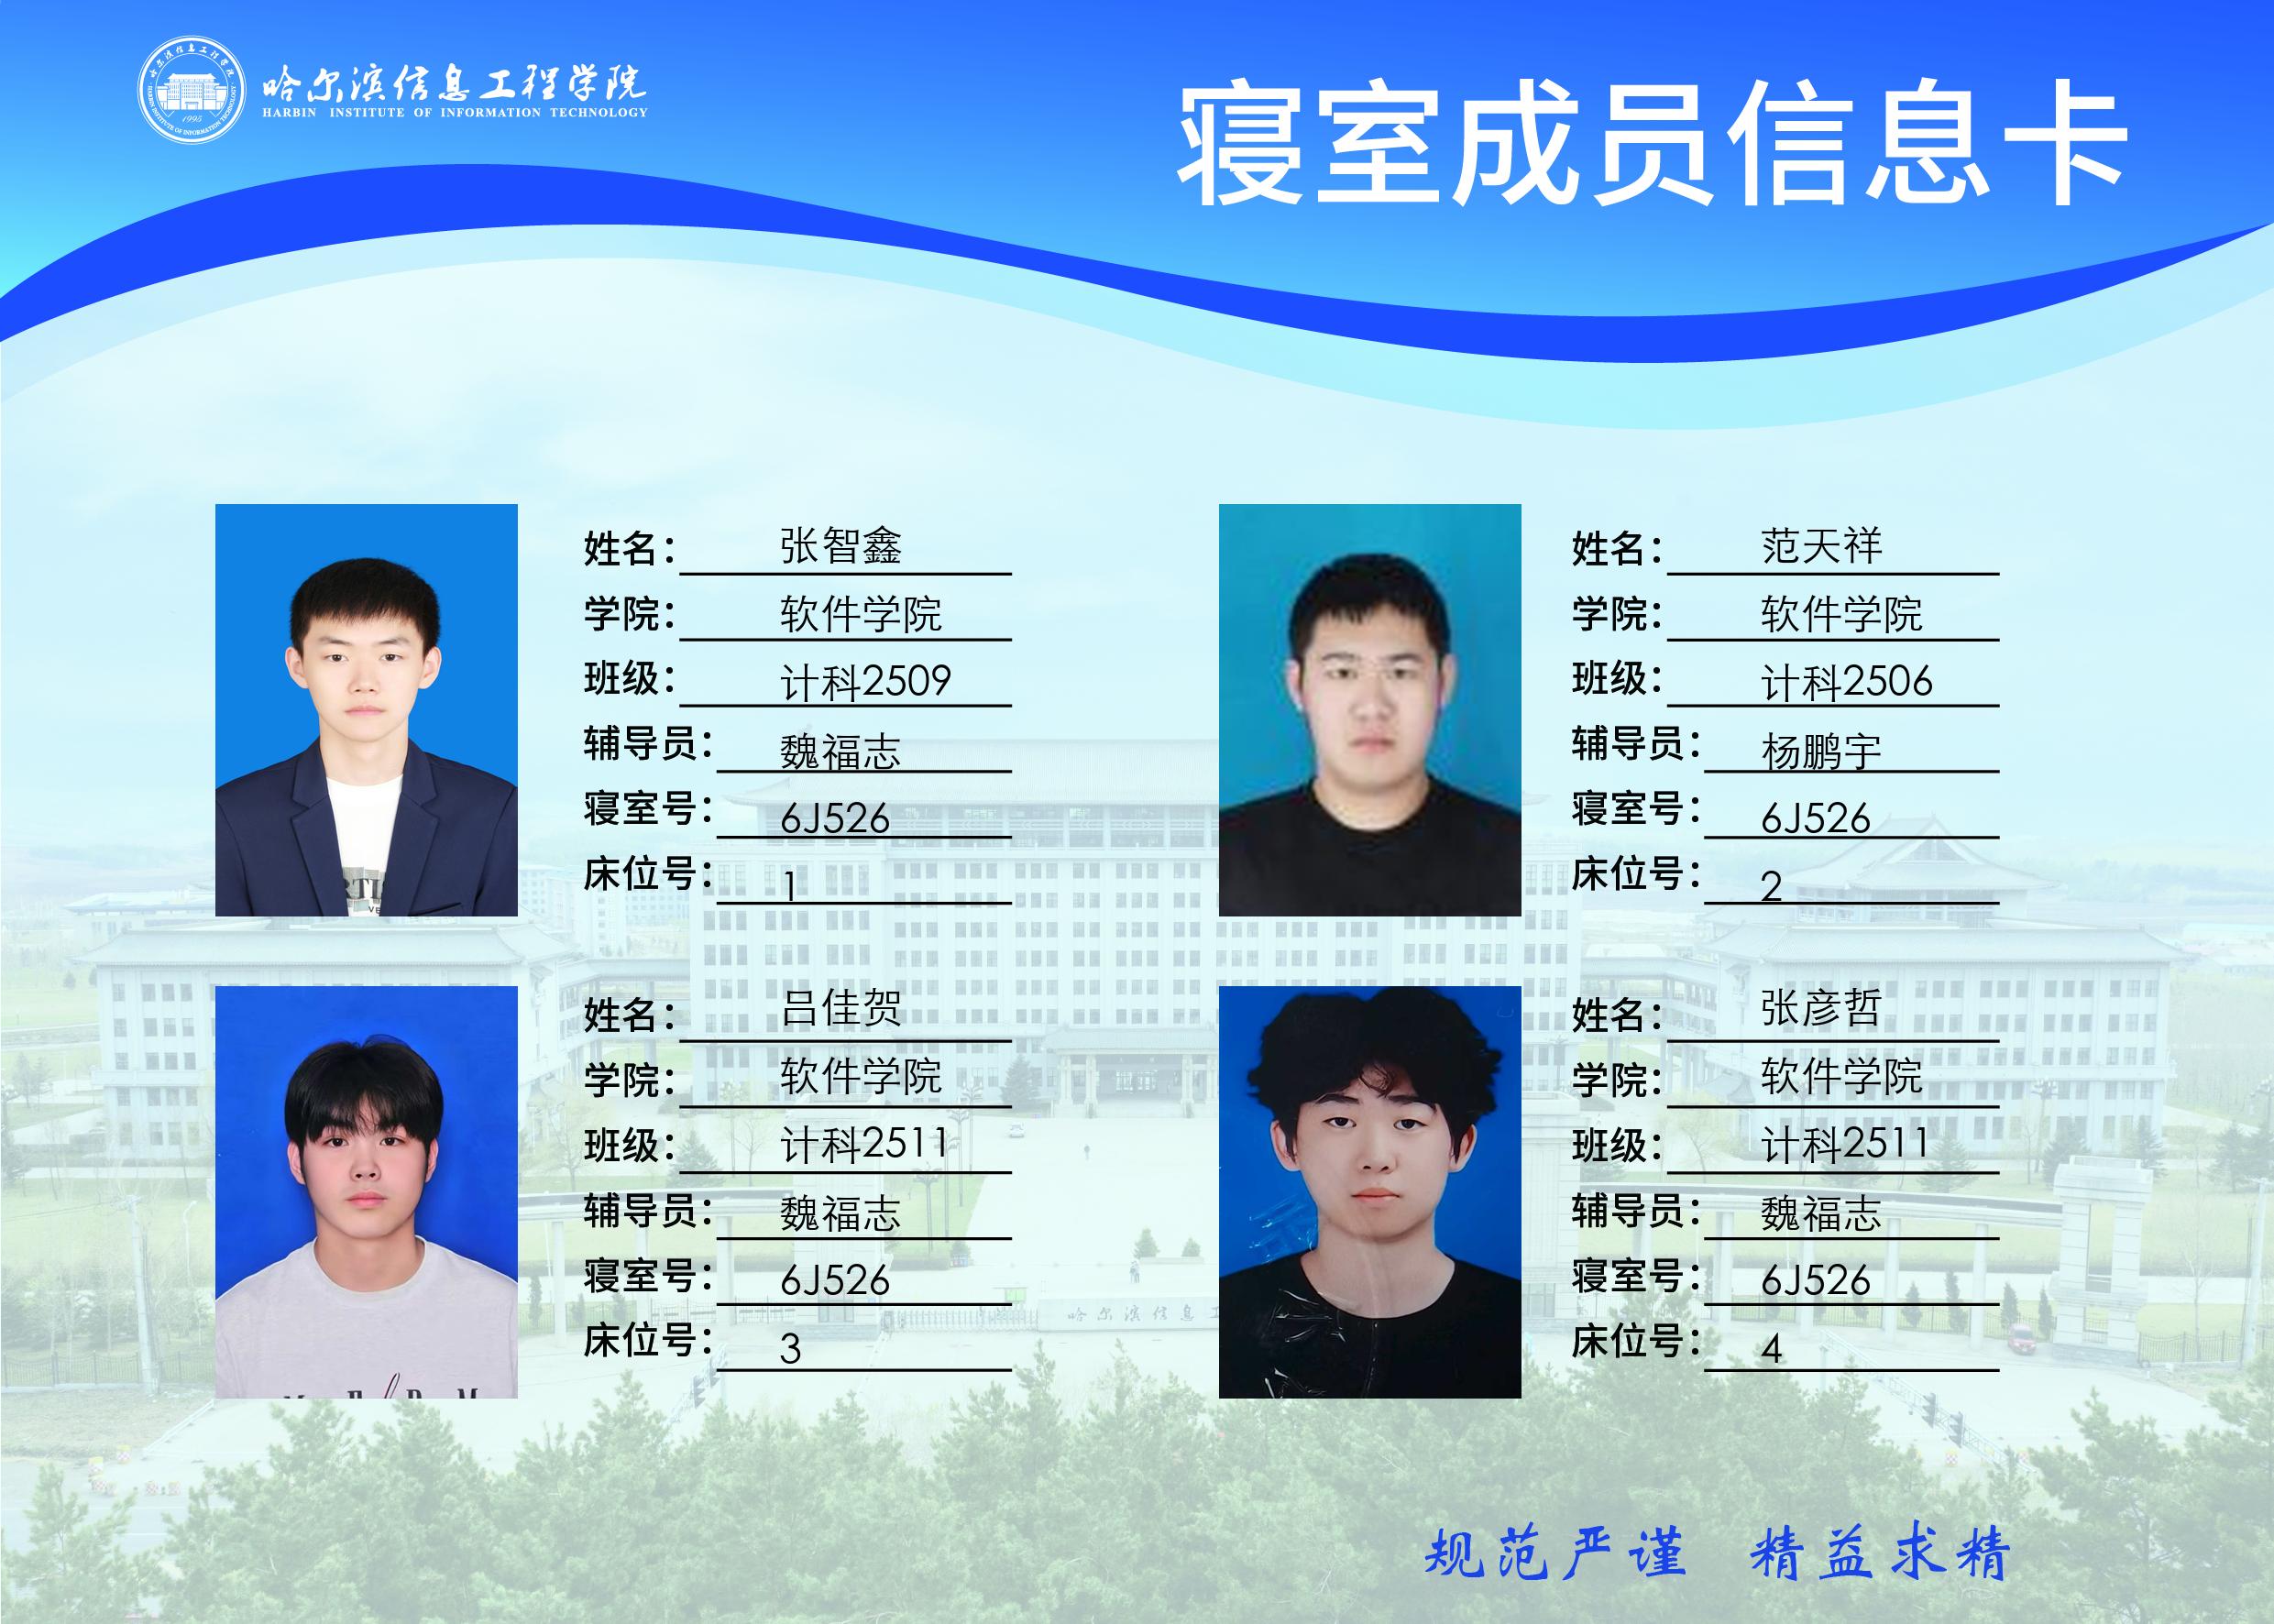 哈尔滨信息工程学院
HARBIN INSTITUTE OF INFORMATION TECHNOLOGY
1995
寝室成员信息卡
姓名： 张智鑫
学院： 软件学院
班级： 计科2509
辅导员： 魏福志
寝室号： 6J526
床位号： 1
姓名： 范天祥
学院： 软件学院
班级： 计科2506
辅导员： 杨鹏宇
寝室号： 6J526
床位号： 2
姓名： 吕佳贺
学院： 软件学院
班级： 计科2511
辅导员： 魏福志
寝室号： 6J526
床位号： 3
姓名： 张彦哲
学院： 软件学院
班级： 计科2511
辅导员： 魏福志
寝室号： 6J526
床位号： 4
哈尔滨信息工
规范严谨 精益求精